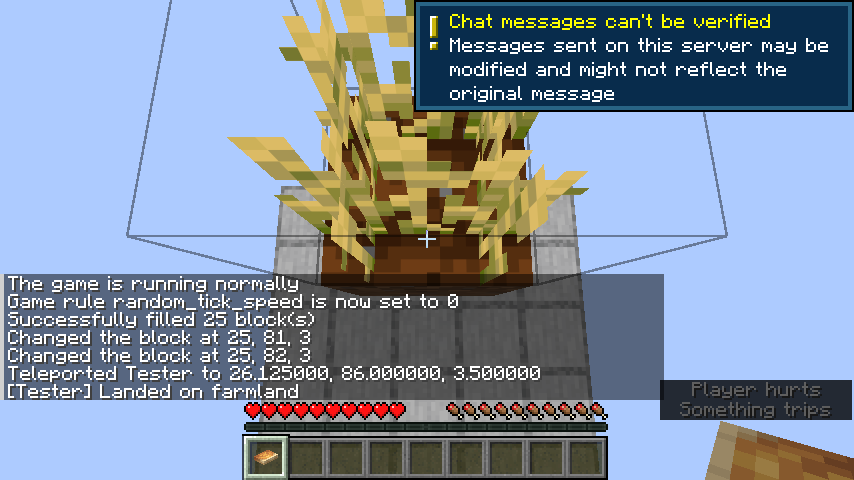 Chat messages can't be verified
Messages sent on this server may be
modified and might not reflect the
original message
The game is running normally
Game rule random_tick_speed is now set to 0
Successfully filled 25 block(s)
Changed the block at 25, 81, 3
Changed the block at 25, 82, 3
Teleported Tester to 26.125000, 86.000000, 3.500000
[Tester] Landed on farmland
Player hurts
Something trips